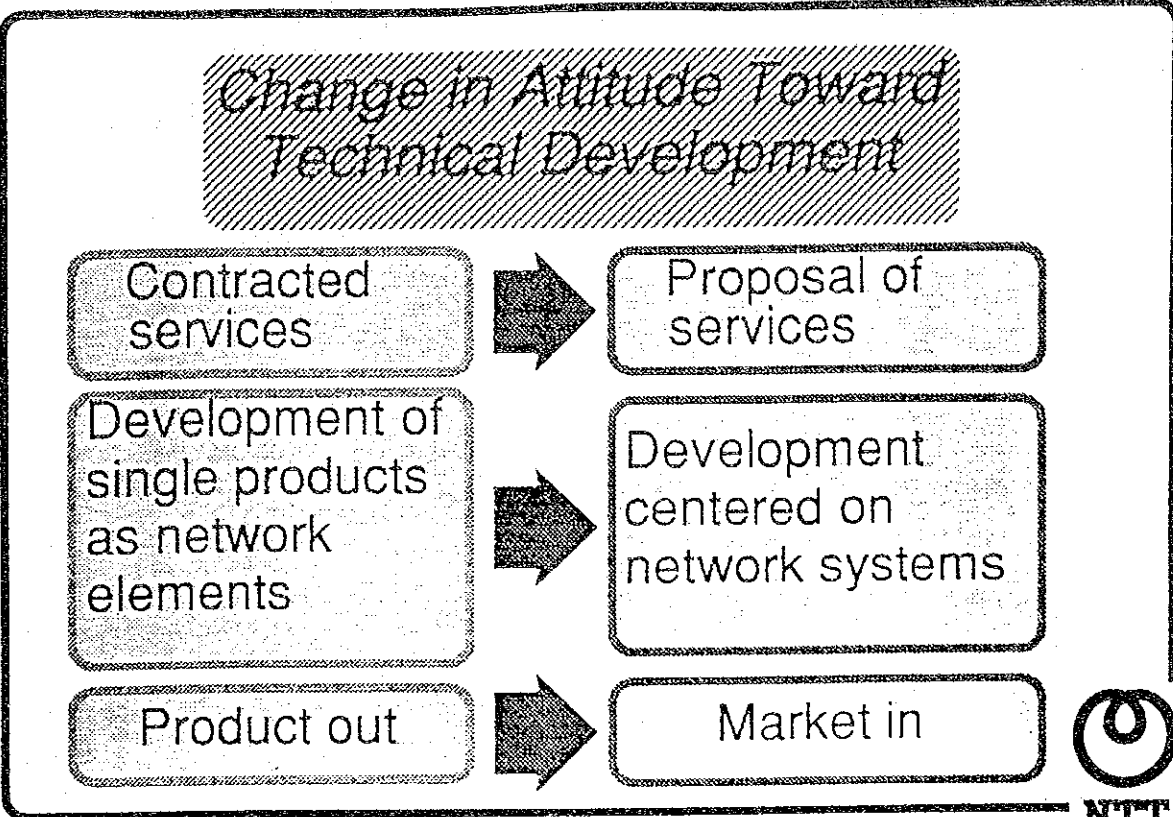 Change in Attitude Toward
Technical Development
Contracted
services
Proposal of
services
Development of
single products
as network
elements
Development
centered on
network systems
Product out
Market in
NTT